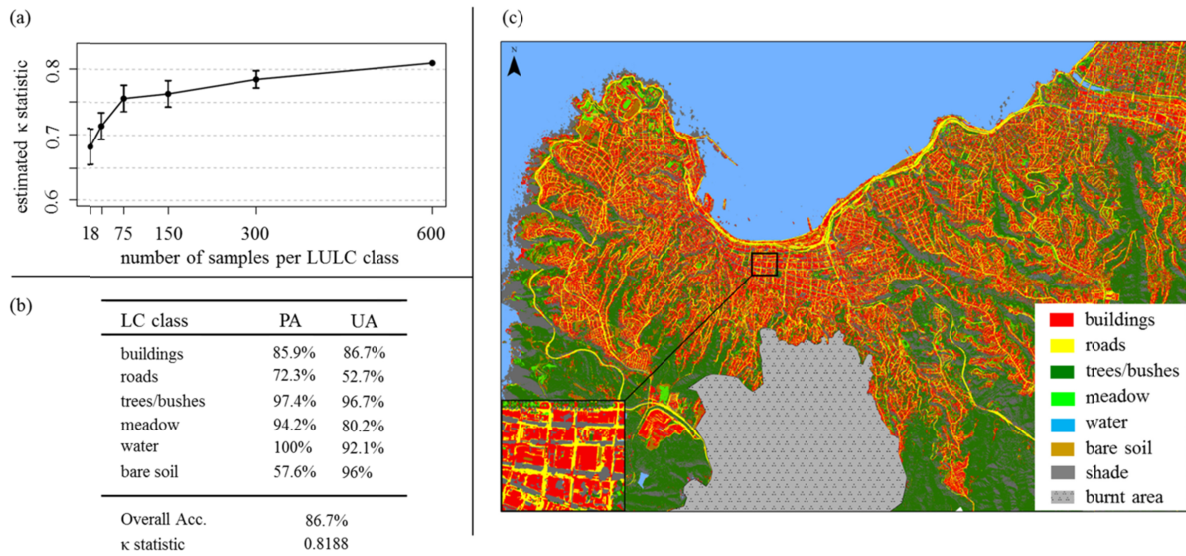 (a)
estimated κ statistic
0.8
0.7
0.6
18 75 150 300 600
number of samples per LULC class
(b)
LC class PA UA
buildings 85.9% 86.7%
roads 72.3% 52.7%
trees/bushes 97.4% 96.7%
meadow 94.2% 80.2%
water 100% 92.1%
bare soil 57.6% 96%
Overall Acc. 86.7%
κ statistic 0.8188
(c)
N
buildings
roads
trees/bushes
meadow
water
bare soil
shade
burnt area